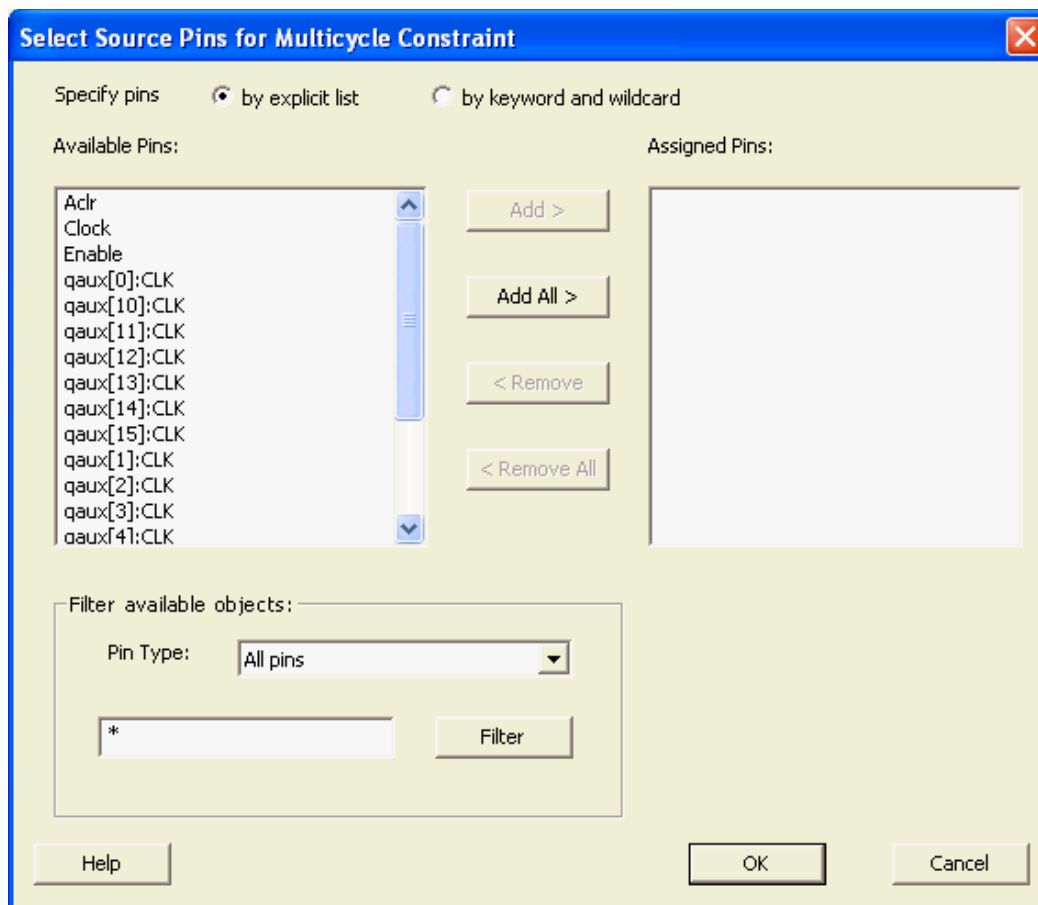 Select Source Pins for Multicycle Constraint
Specify pins by explicit list by keyword and wildcard
Available Pins: Assigned Pins:
Aclr
Clock
Enable
qaux[0]:CLK
qaux[10]:CLK
qaux[11]:CLK
qaux[12]:CLK
qaux[13]:CLK
qaux[14]:CLK
qaux[15]:CLK
qaux[1]:CLK
qaux[2]:CLK
qaux[3]:CLK
qaux[4]:CLK
Add >
Add All >
< Remove
< Remove All
Filter available objects:
Pin Type: All pins
* Filter
Help OK Cancel